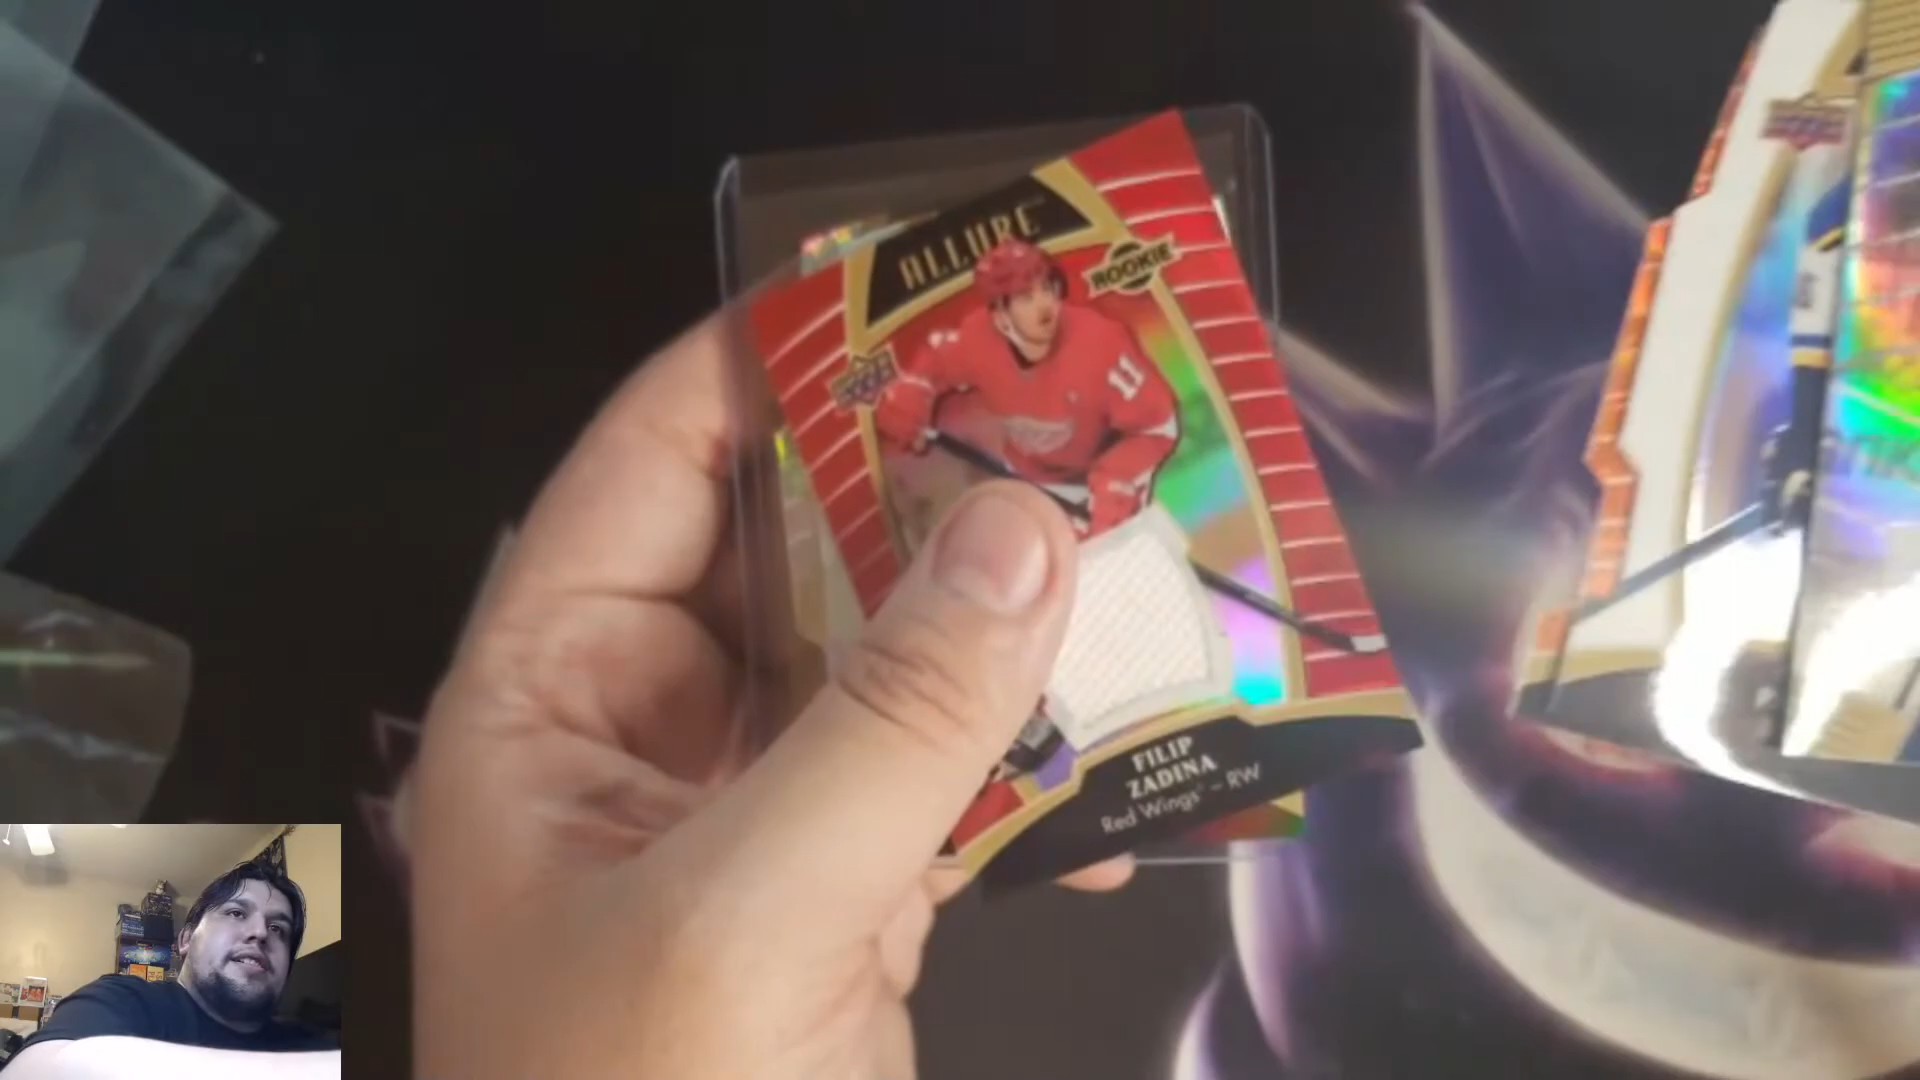 ALLURE
ROOKIE
11
FILIP
ZADINA
Red Wings - RW